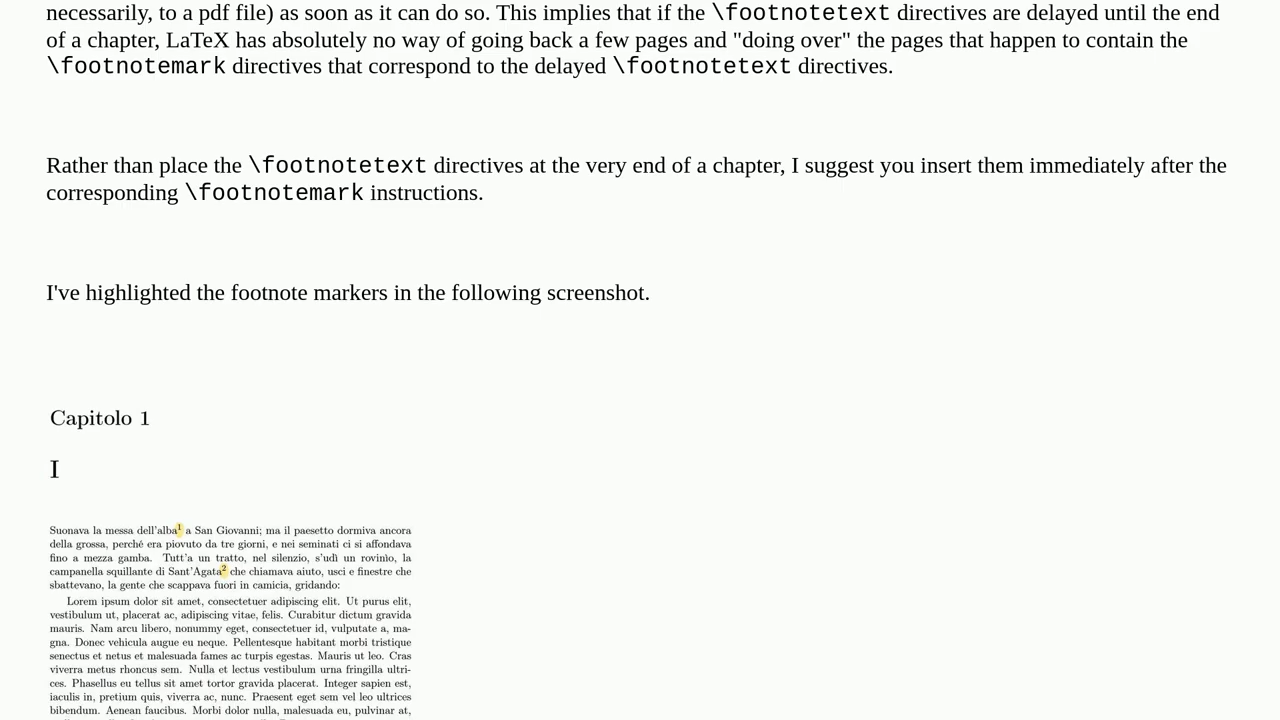 necessarily, to a pdf file) as soon as it can do so. This implies that if the \footnotetext directives are delayed until the end
of a chapter, LaTeX has absolutely no way of going back a few pages and "doing over" the pages that happen to contain the
\footnotemark directives that correspond to the delayed \footnotetext directives.
Rather than place the \footnotetext directives at the very end of a chapter, I suggest you insert them immediately after the
corresponding \footnotemark instructions.
I've highlighted the footnote markers in the following screenshot.
Capitolo 1
I
Suonava la messa dell'alba1 a San Giovanni; ma il paesetto dormiva ancora
della grossa, perché era piovuto da tre giorni, e nei seminati ci si affondava
fino a mezza gamba. Tutt'a un tratto, nel silenzio, s'udì un rovinìo, la
campanella squillante di Sant'Agata2 che chiamava aiuto, usci e finestre che
sbattevano, la gente che scappava fuori in camicia, gridando:
Lorem ipsum dolor sit amet, consectetuer adipiscing elit. Ut purus elit,
vestibulum ut, placerat ac, adipiscing vitae, felis. Curabitur dictum gravida
mauris. Nam arcu libero, nonummy eget, consectetuer id, vulputate a, ma-
gna. Donec vehicula augue eu neque. Pellentesque habitant morbi tristique
senectus et netus et malesuada fames ac turpis egestas. Mauris ut leo. Cras
viverra metus rhoncus sem. Nulla et lectus vestibulum urna fringilla ultri-
ces. Phasellus eu tellus sit amet tortor gravida placerat. Integer sapien est,
iaculis in, pretium quis, viverra ac, nunc. Praesent eget sem vel leo ultrices
bibendum. Aenean faucibus. Morbi dolor nulla, malesuada eu, pulvinar at,